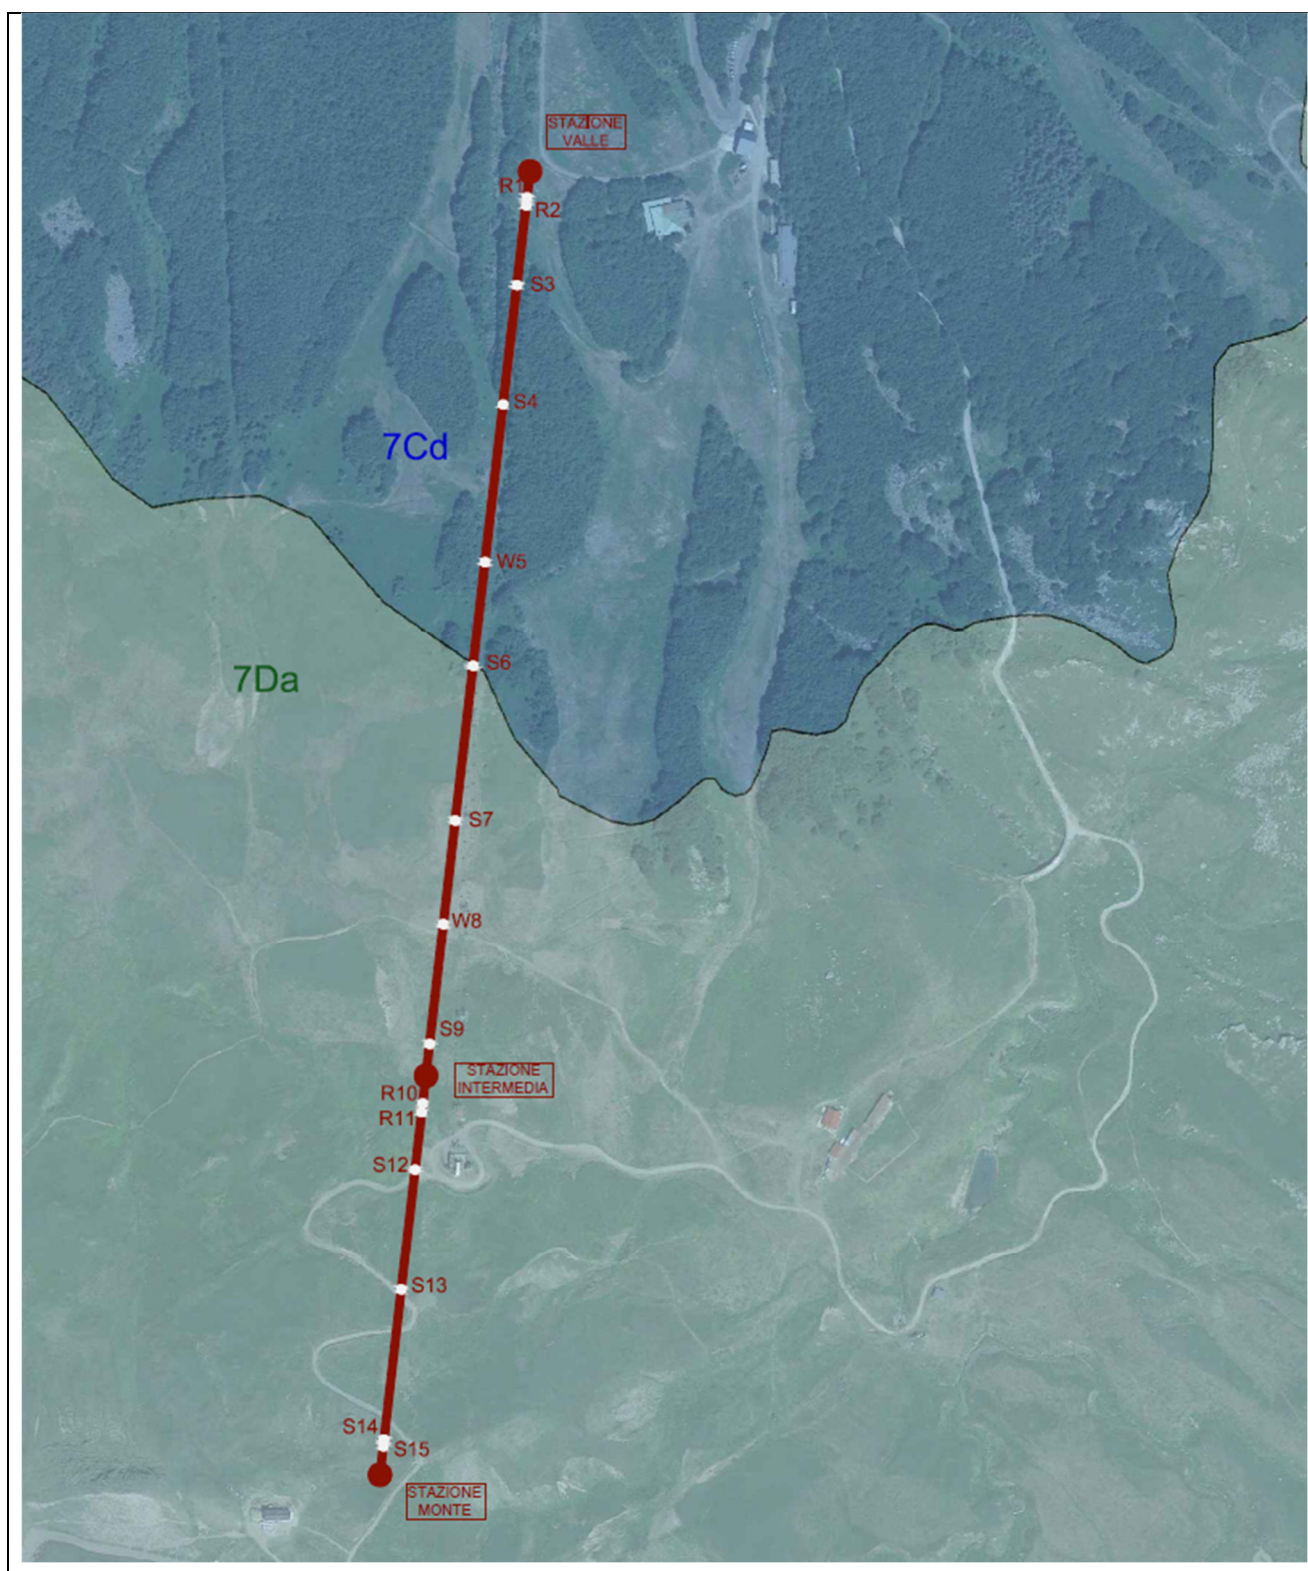 STAZIONE
VALLE
R1
R2
S3
S4
7Cd
W5
S6
7Da
S7
W8
S9
STAZIONE
INTERMEDIA
R10
R11
S12
S13
S14
S15
STAZIONE
MONTE